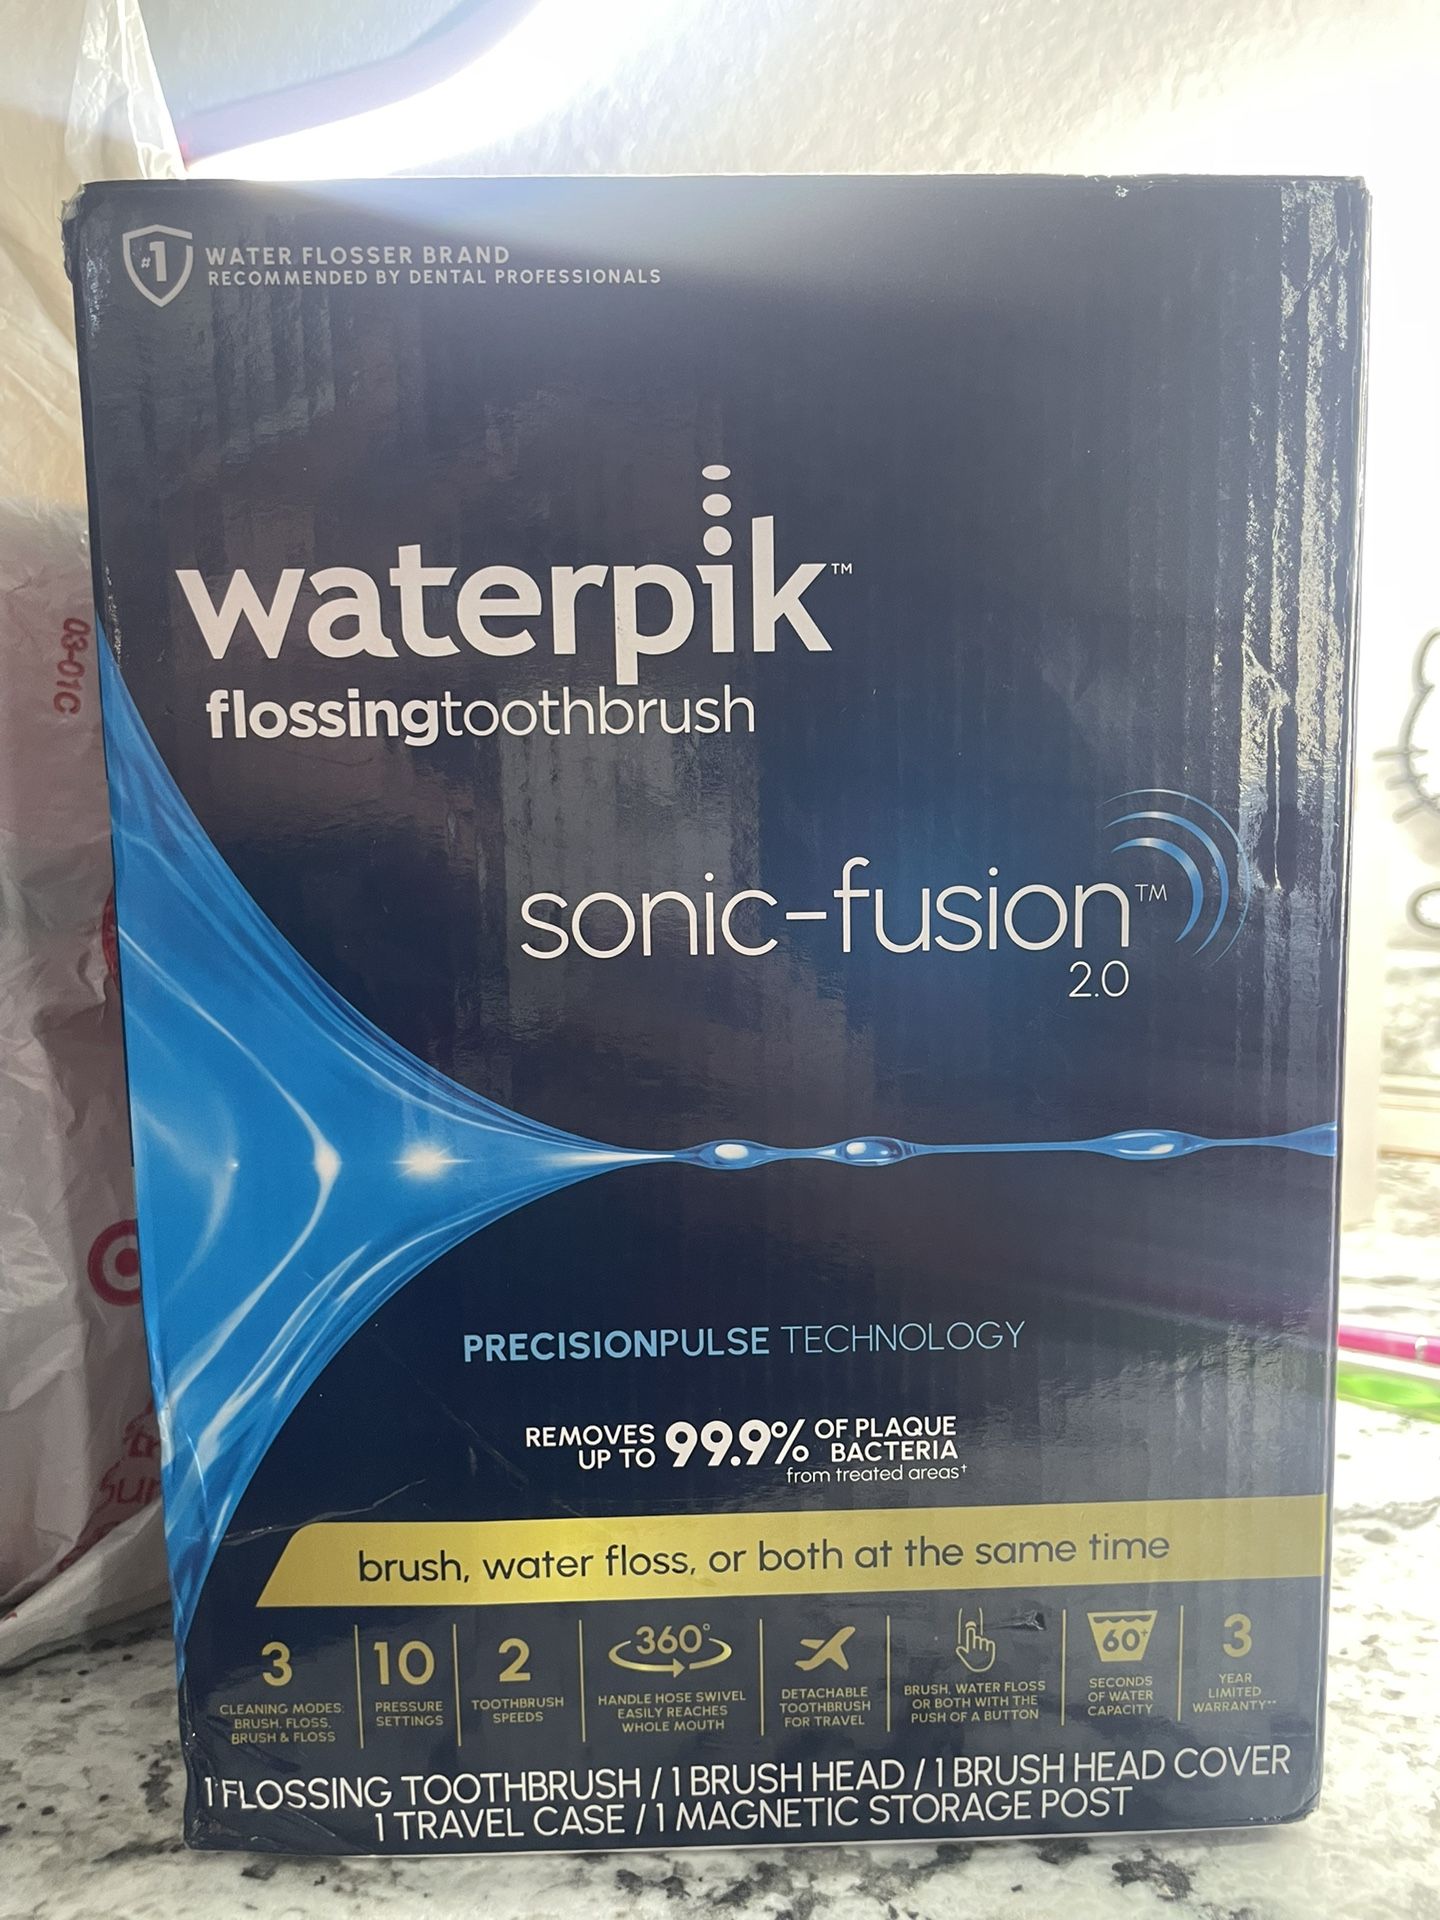 #1 WATER FLOSSER BRAND
RECOMMENDED BY DENTAL PROFESSIONALS
waterpik™
flossingtoothbrush
sonic-fusion™
2.0
03-01C
PRECISIONPULSE TECHNOLOGY
REMOVES UP TO 99.9% OF PLAQUE BACTERIA
from treated areas†
brush, water floss, or both at the same time
3
CLEANING MODES:
BRUSH, FLOSS,
BRUSH & FLOSS
10
PRESSURE
SETTINGS
2
TOOTHBRUSH
SPEEDS
360°
HANDLE HOSE SWIVEL
EASILY REACHES
WHOLE MOUTH
DETACHABLE
TOOTHBRUSH
FOR TRAVEL
BRUSH, WATER FLOSS
OR BOTH WITH THE
PUSH OF A BUTTON
60+
SECONDS
OF WATER
CAPACITY
3
YEAR
LIMITED
WARRANTY**
1 FLOSSING TOOTHBRUSH / 1 BRUSH HEAD / 1 BRUSH HEAD COVER
1 TRAVEL CASE / 1 MAGNETIC STORAGE POST